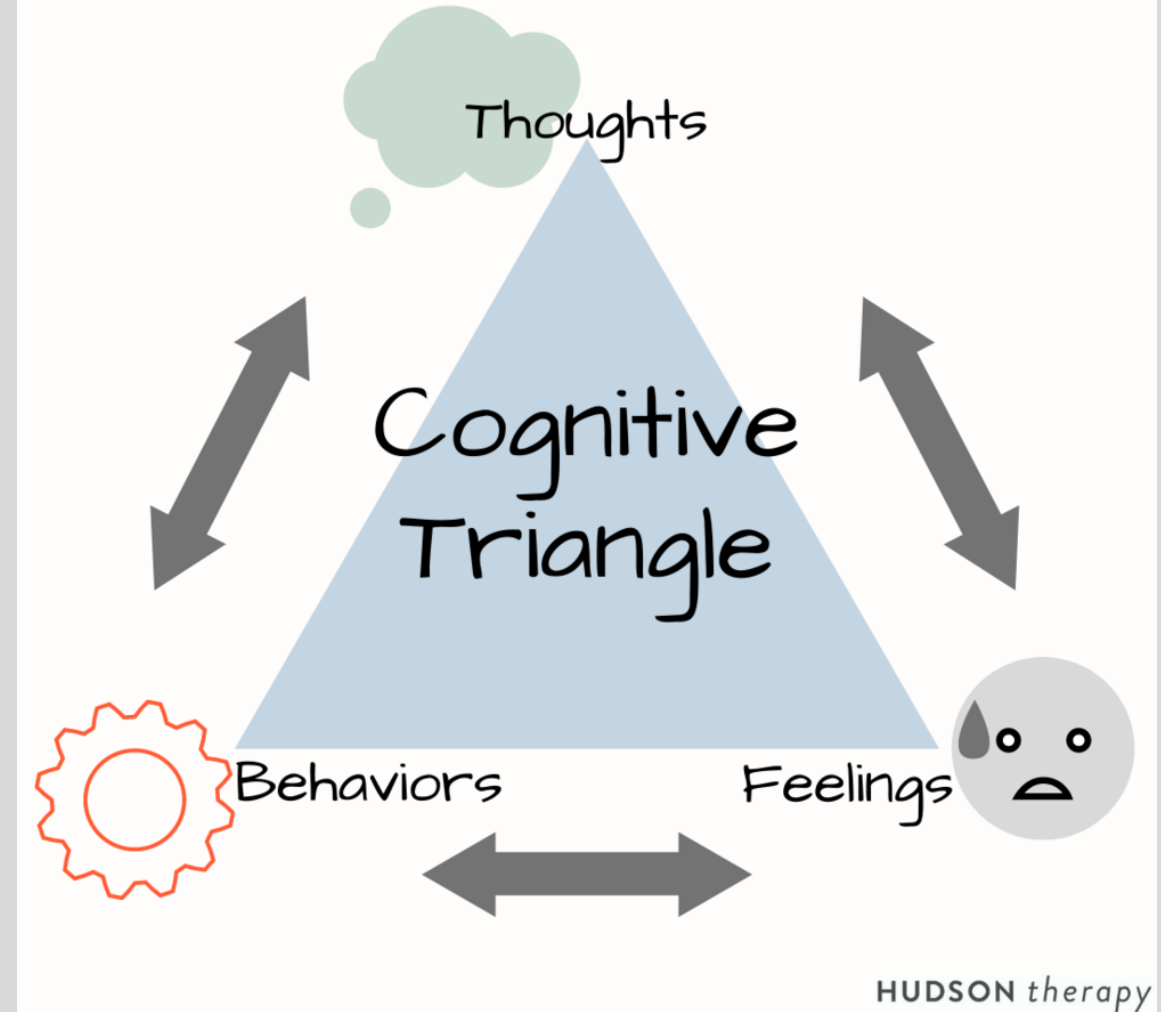 Thoughts
Cognitive
Triangle
Behaviors
Feelings
HUDSON therapy